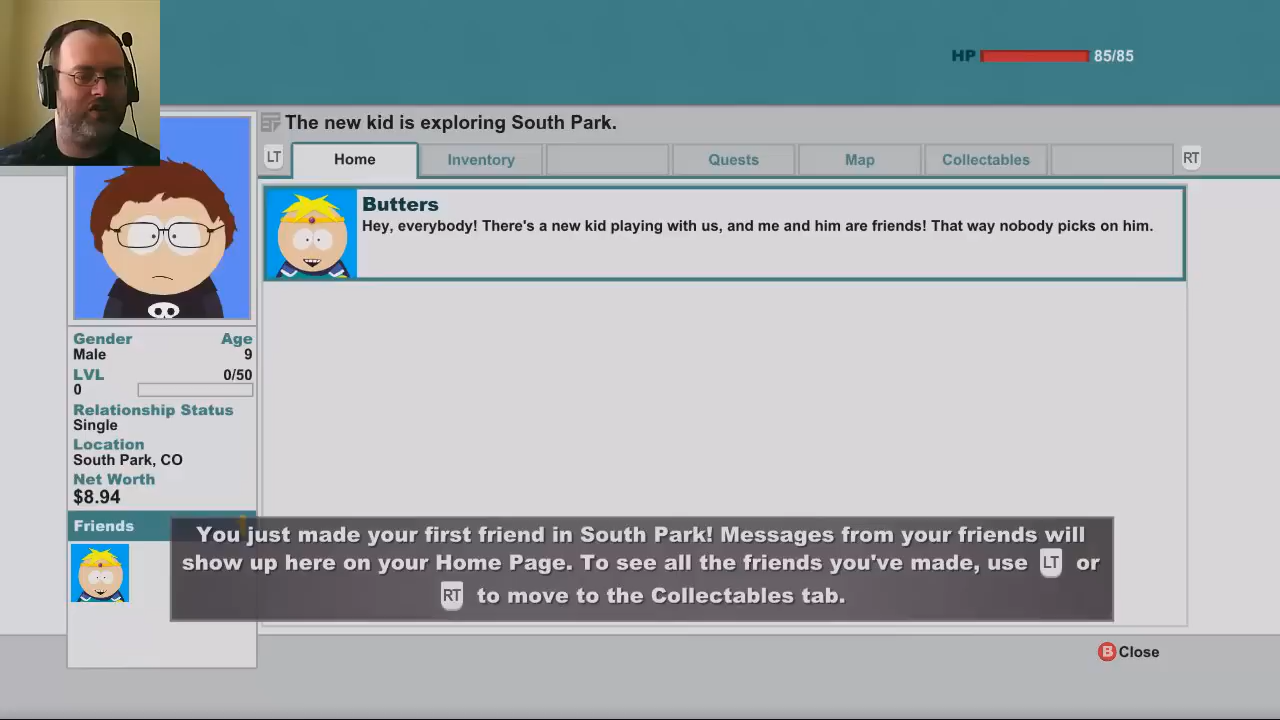 HP 85/85
The new kid is exploring South Park.
LT Home Inventory Quests Map Collectables RT
Butters
Hey, everybody! There's a new kid playing with us, and me and him are friends! That way nobody picks on him.
Gender Age
Male 9
LVL 0/50
0
Relationship Status
Single
Location
South Park, CO
Net Worth
$8.94
Friends
You just made your first friend in South Park! Messages from your friends will
show up here on your Home Page. To see all the friends you've made, use LT or
RT to move to the Collectables tab.
B Close